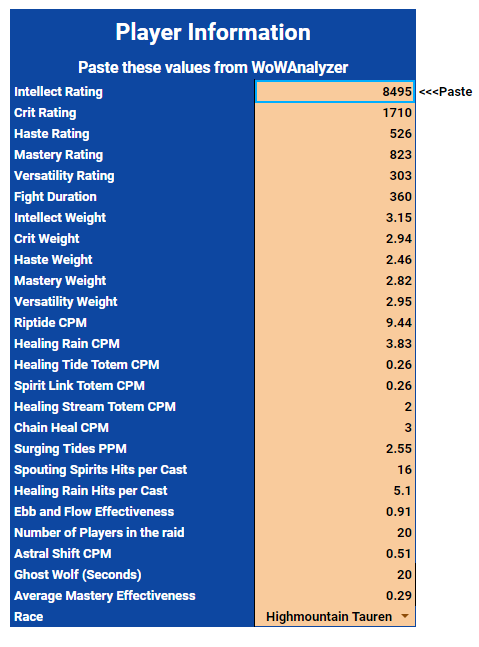 Player Information
Paste these values from WoWAnalyzer
Intellect Rating 8495 <<<Paste
Crit Rating 1710
Haste Rating 526
Mastery Rating 823
Versatility Rating 303
Fight Duration 360
Intellect Weight 3.15
Crit Weight 2.94
Haste Weight 2.46
Mastery Weight 2.82
Versatility Weight 2.95
Riptide CPM 9.44
Healing Rain CPM 3.83
Healing Tide Totem CPM 0.26
Spirit Link Totem CPM 0.26
Healing Stream Totem CPM 2
Chain Heal CPM 3
Surging Tides PPM 2.55
Spouting Spirits Hits per Cast 16
Healing Rain Hits per Cast 5.1
Ebb and Flow Effectiveness 0.91
Number of Players in the raid 20
Astral Shift CPM 0.51
Ghost Wolf (Seconds) 20
Average Mastery Effectiveness 0.29
Race Highmountain Tauren